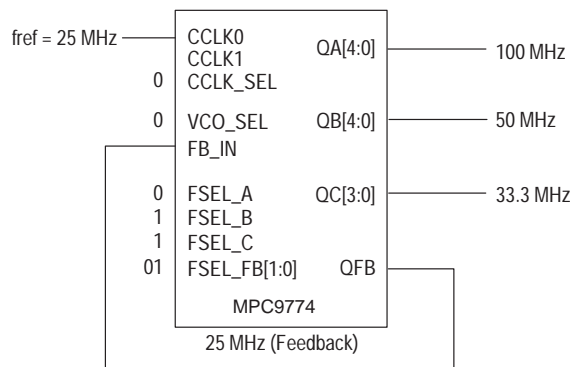 fref = 25 MHz
CCLK0
CCLK1
0 CCLK_SEL
0 VCO_SEL
FB_IN
0 FSEL_A
1 FSEL_B
1 FSEL_C
01 FSEL_FB[1:0]
QA[4:0] 100 MHz
QB[4:0] 50 MHz
QC[3:0] 33.3 MHz
QFB
MPC9774
25 MHz (Feedback)